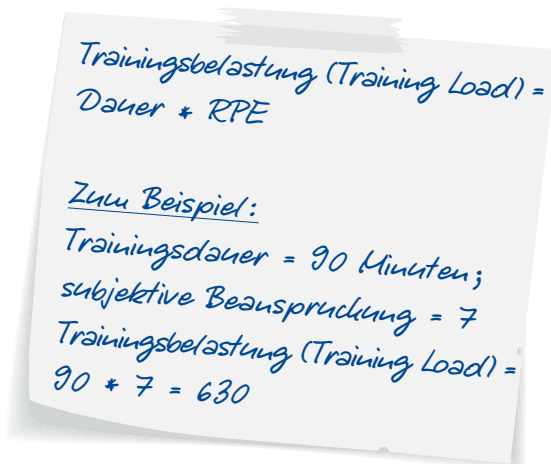 Trainingsbelastung (Training Load) =
Dauer * RPE
Zum Beispiel:
Trainingsdauer = 90 Minuten;
subjektive Beanspruchung = 7
Trainingsbelastung (Training Load) =
90 * 7 = 630